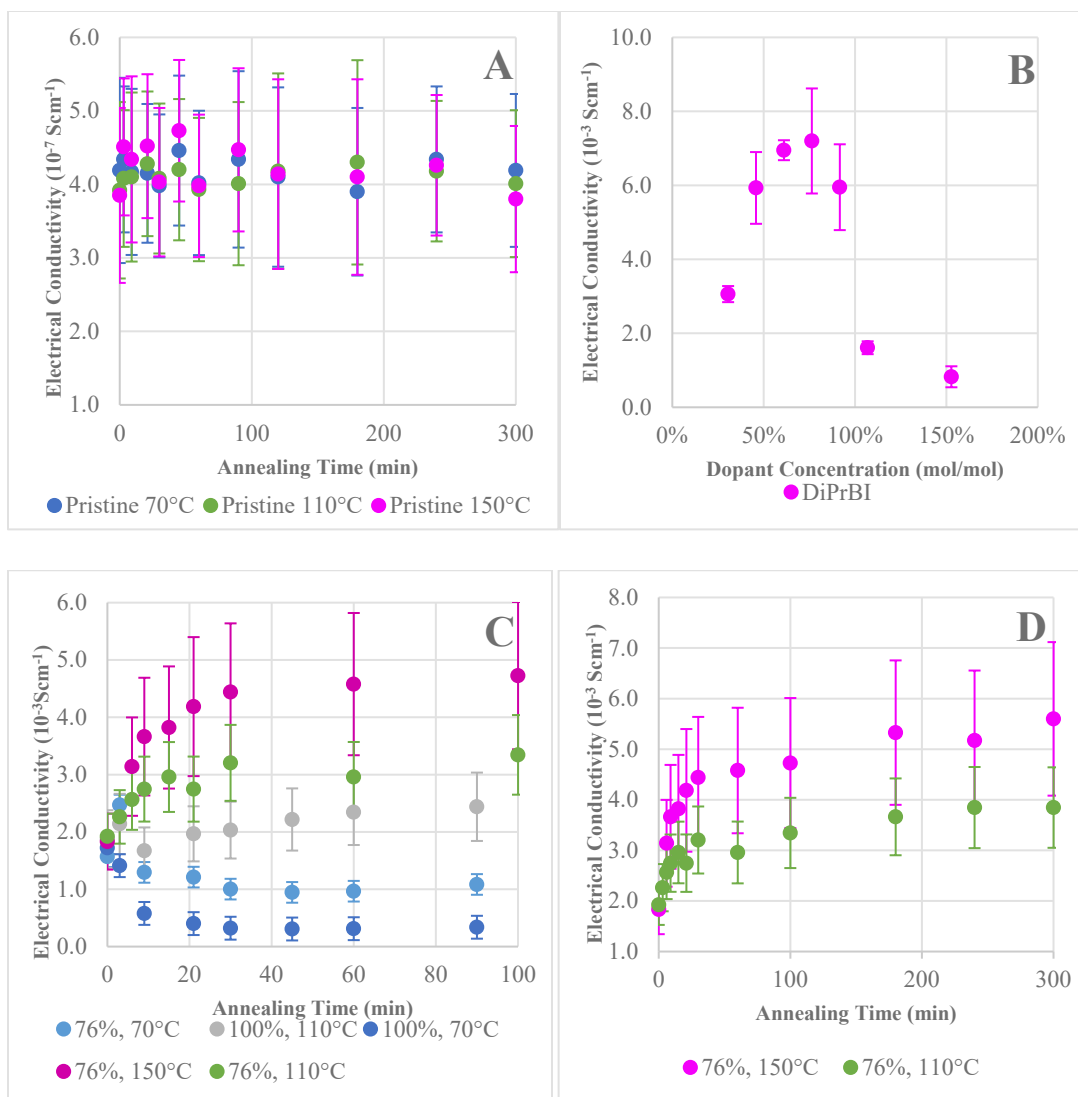 A
Electrical Conductivity (10⁻⁷ Scm⁻¹)
6.0
5.0
4.0
3.0
2.0
1.0
0
100
200
300
Annealing Time (min)
Pristine 70°C
Pristine 110°C
Pristine 150°C
B
Electrical Conductivity (10⁻³ Scm⁻¹)
10.0
8.0
6.0
4.0
2.0
0.0
0%
50%
100%
150%
200%
Dopant Concentration (mol/mol)
DiPrBI
C
Electrical Conductivity (10⁻³Scm⁻¹)
6.0
5.0
4.0
3.0
2.0
1.0
0.0
0
20
40
60
80
100
Annealing Time (min)
76%, 70°C
100%, 110°C
100%, 70°C
76%, 150°C
76%, 110°C
D
Electrical Conductivity (10⁻³ Scm⁻¹)
8.0
7.0
6.0
5.0
4.0
3.0
2.0
1.0
0
100
200
300
Annealing Time (min)
76%, 150°C
76%, 110°C